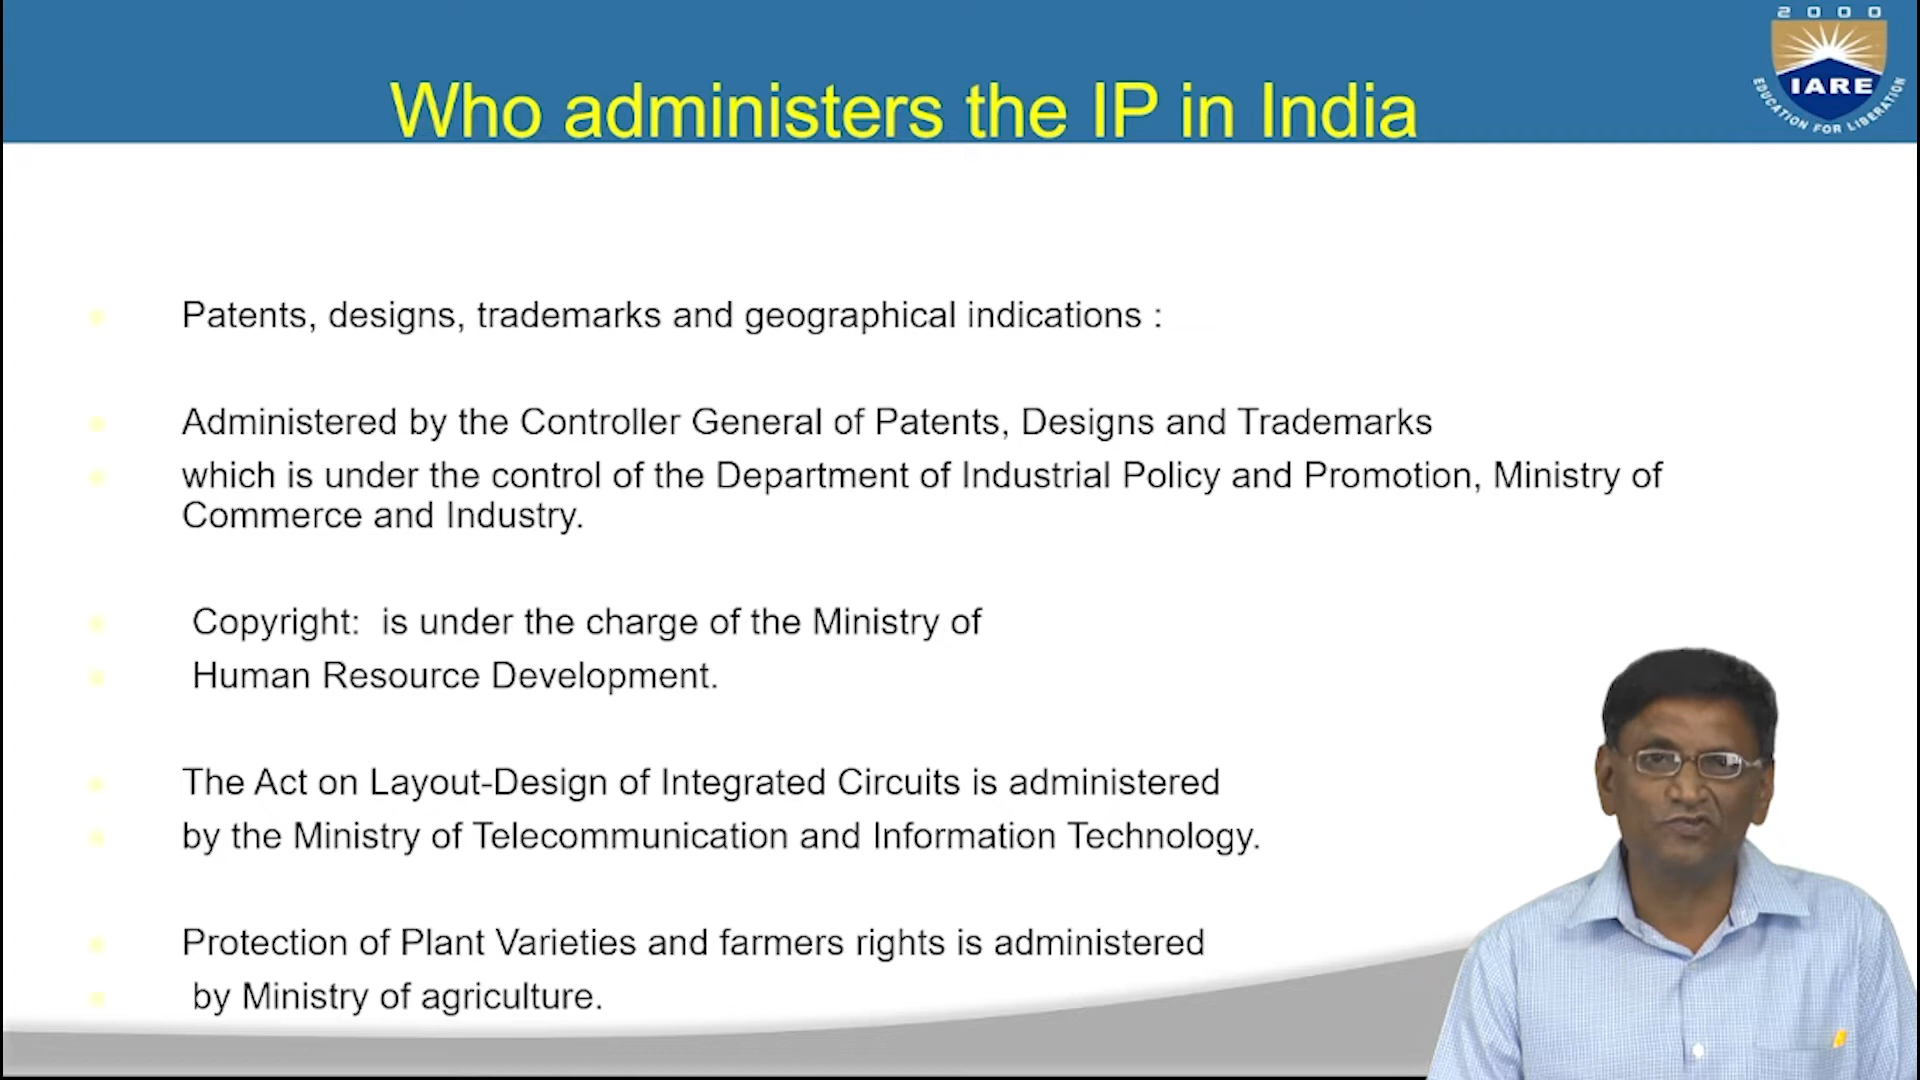 2000
IARE
EDUCATION FOR LIBERATION
Who administers the IP in India
Patents, designs, trademarks and geographical indications :
Administered by the Controller General of Patents, Designs and Trademarks
which is under the control of the Department of Industrial Policy and Promotion, Ministry of
Commerce and Industry.
Copyright:  is under the charge of the Ministry of
Human Resource Development.
The Act on Layout-Design of Integrated Circuits is administered
by the Ministry of Telecommunication and Information Technology.
Protection of Plant Varieties and farmers rights is administered
by Ministry of agriculture.